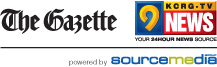 The Gazette
KCRG-TV
9
NEWS
YOUR 24HOUR NEWS SOURCE
powered by sourcemedia